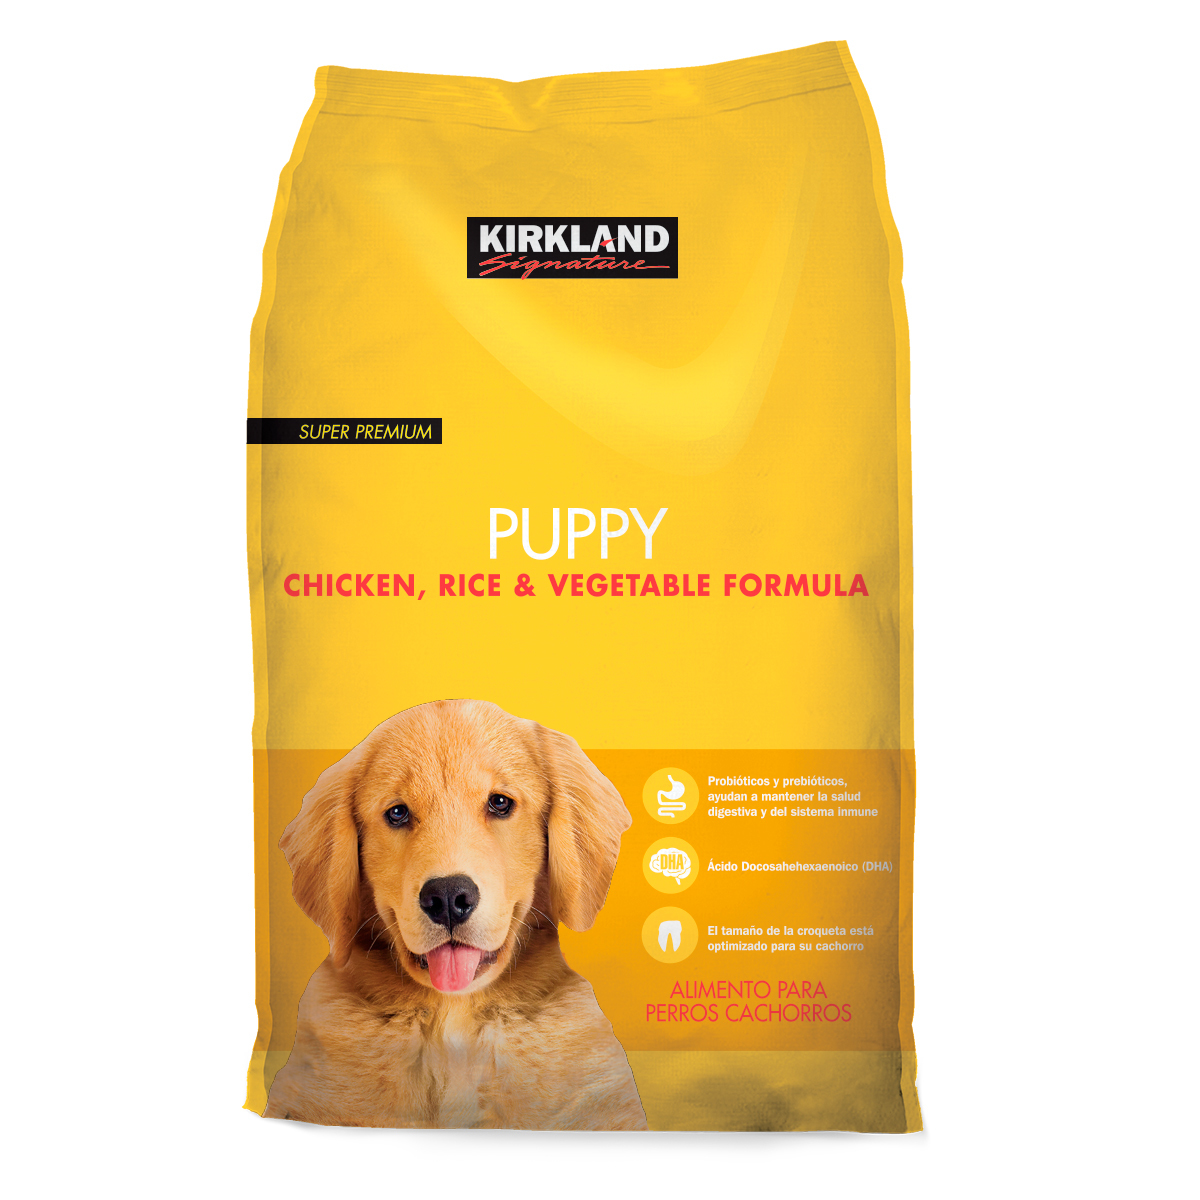 KIRKLAND
Signature
SUPER PREMIUM
PUPPY
CHICKEN, RICE & VEGETABLE FORMULA
Probióticos y prebióticos,
ayudan a mantener la salud
digestiva y del sistema inmune
DHA
Ácido Docosahehexaenoico (DHA)
El tamaño de la croqueta está
optimizado para su cachorro
ALIMENTO PARA
PERROS CACHORROS